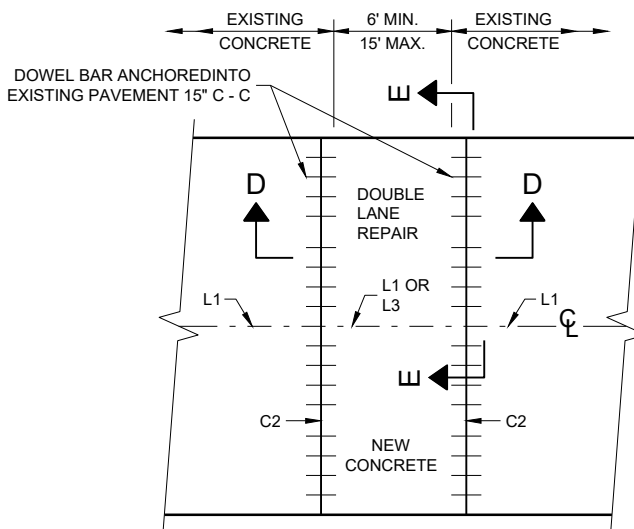 EXISTING
CONCRETE
6' MIN.
15' MAX.
EXISTING
CONCRETE
DOWEL BAR ANCHOREDINTO
EXISTING PAVEMENT 15" C - C
E
D
DOUBLE
LANE
REPAIR
D
L1
L1 OR
L3
L1
CL
E
C2
C2
NEW
CONCRETE